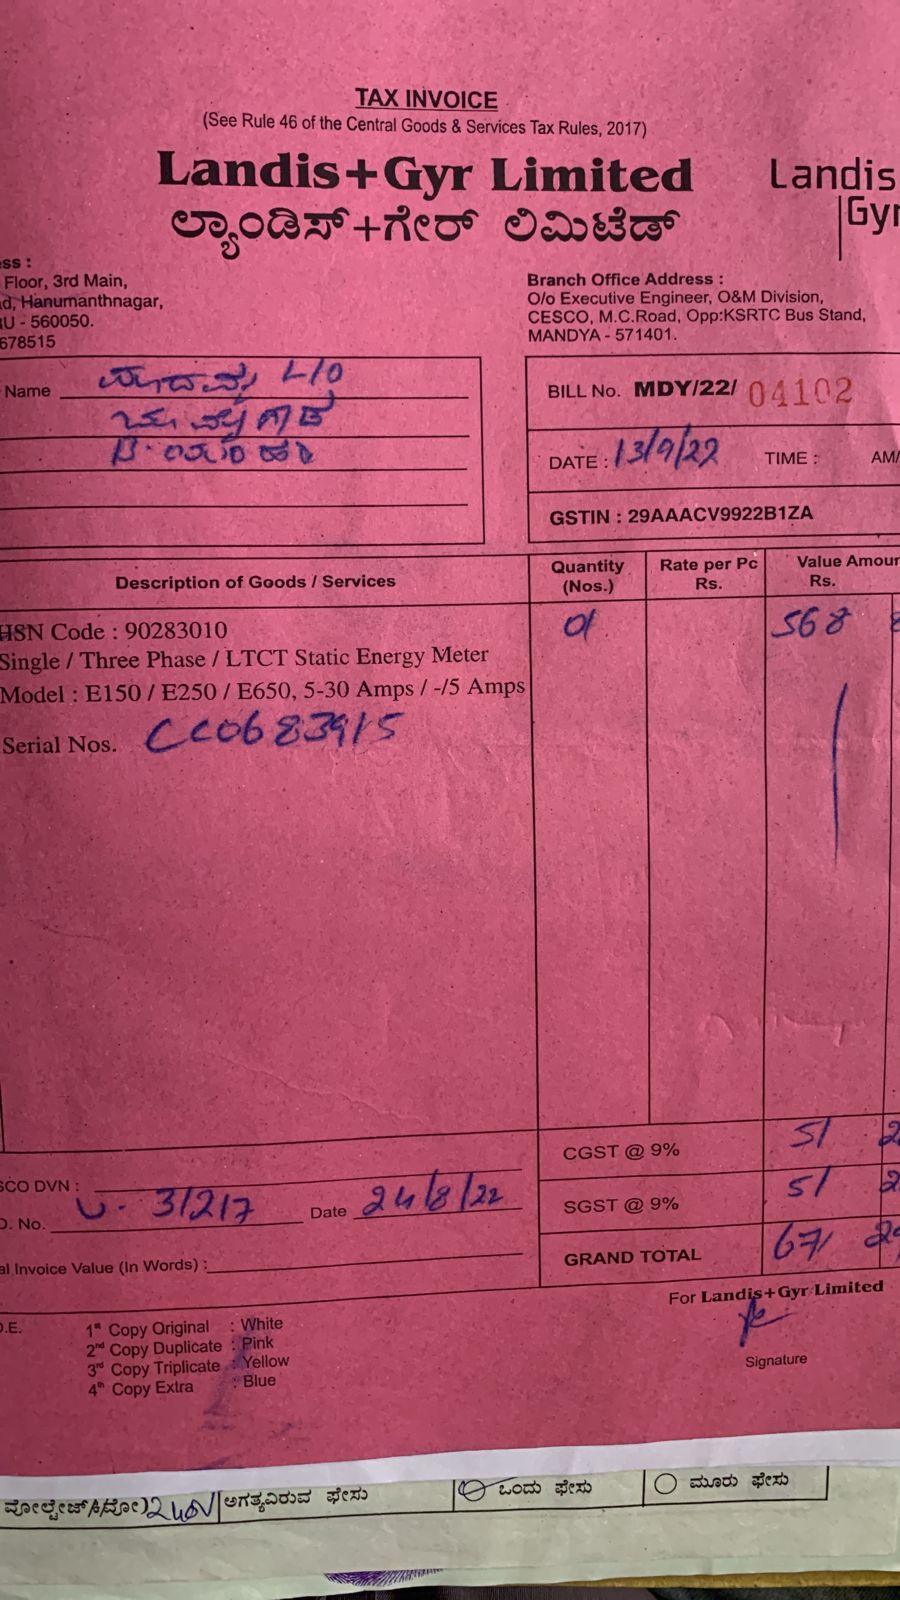 TAX INVOICE
(See Rule 46 of the Central Goods & Services Tax Rules, 2017)
Landis+Gyr Limited
ಲ್ಯಾಂಡಿಸ್+ಗೇರ್ ಲಿಮಿಟೆಡ್
Landis
Gyr
ss :
Floor, 3rd Main,
d, Hanumanthnagar,
U - 560050.
678515
Branch Office Address :
O/o Executive Engineer, O&M Division,
CESCO, M.C.Road, Opp:KSRTC Bus Stand,
MANDYA - 571401.
Name
BILL No. MDY/22/ 04102
DATE : 13/9/22 TIME : AM/
GSTIN : 29AAACV9922B1ZA
Description of Goods / Services
Quantity (Nos.)
Rate per Pc Rs.
Value Amour Rs.
HSN Code : 90283010 01 568
Single / Three Phase / LTCT Static Energy Meter
Model : E150 / E250 / E650, 5-30 Amps / -/5 Amps
Serial Nos. CC0683915
CGST @ 9% 51
SCO DVN :
SGST @ 9% 51
D. No. U- 31217 Date 24/8/22
GRAND TOTAL 671
al Invoice Value (In Words) :
For Landis+Gyr Limited
D.E.
1st Copy Original : White
2nd Copy Duplicate : Pink
3rd Copy Triplicate : Yellow
4th Copy Extra : Blue
Signature
240V ಅಗತ್ಯವಿರುವ ಫೇಸು ಒಂದು ಫೇಸು ಮೂರು ಫೇಸು